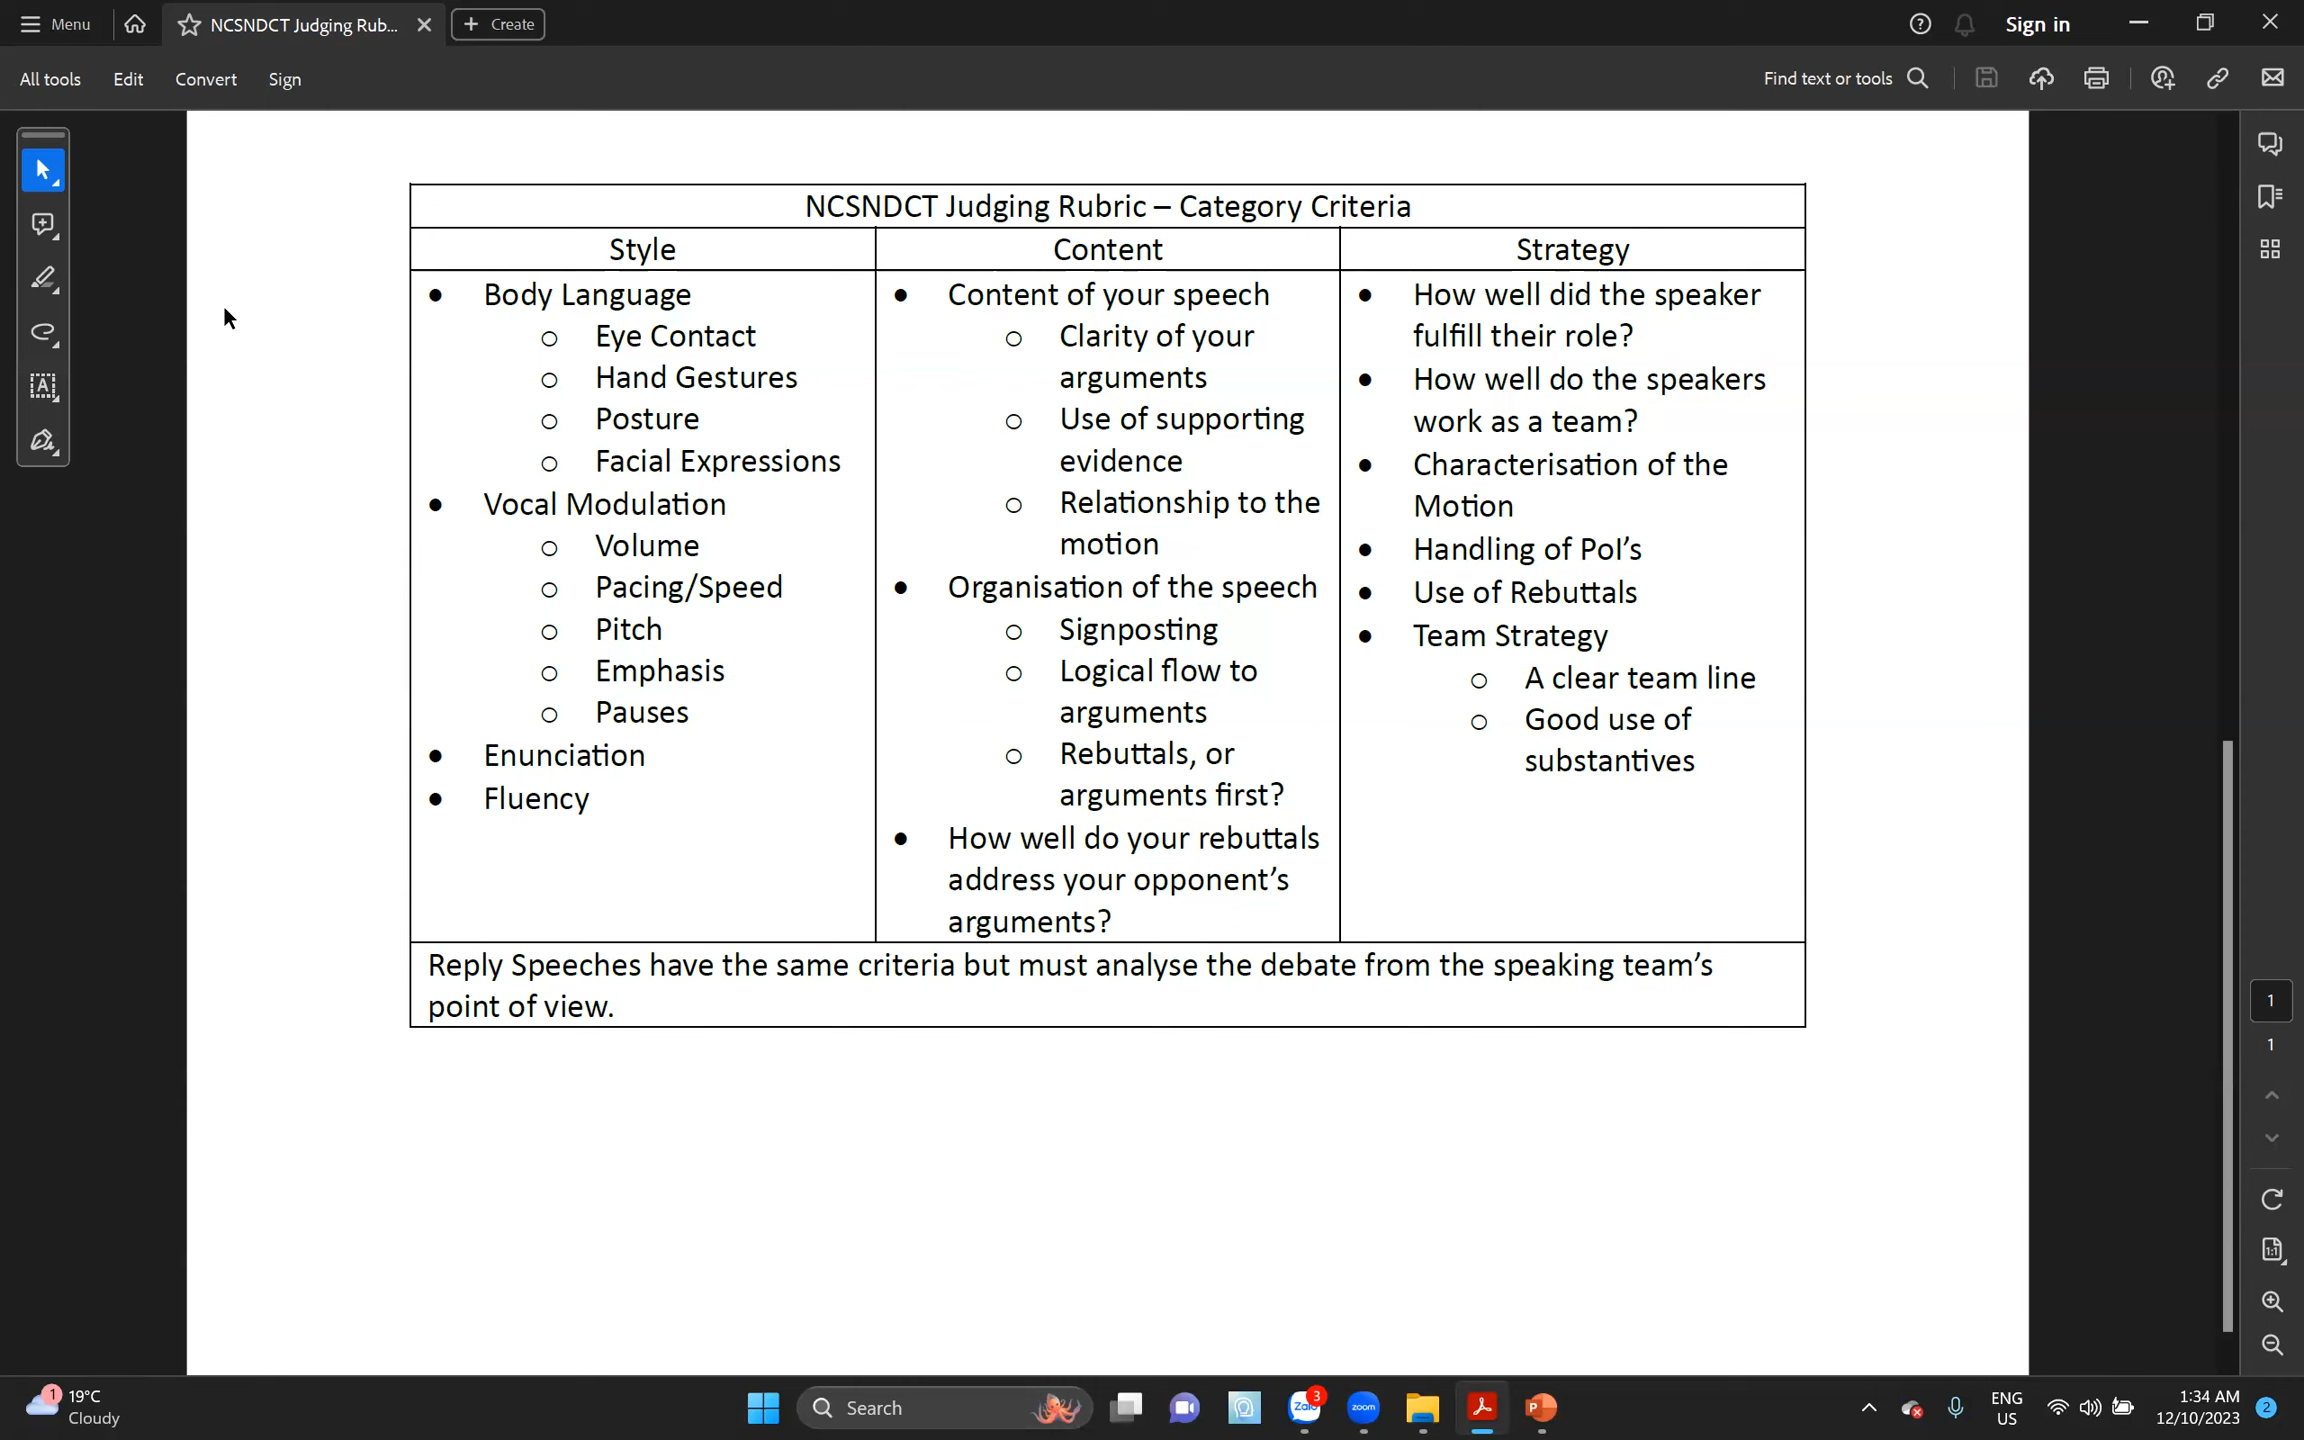 Menu
NCSNDCT Judging Rub...
Create
Sign in
All tools
Edit
Convert
Sign
Find text or tools
NCSNDCT Judging Rubric – Category Criteria
Style
Content
Strategy
• Body Language
○ Eye Contact
○ Hand Gestures
○ Posture
○ Facial Expressions
• Vocal Modulation
○ Volume
○ Pacing/Speed
○ Pitch
○ Emphasis
○ Pauses
• Enunciation
• Fluency
• Content of your speech
○ Clarity of your
arguments
○ Use of supporting
evidence
○ Relationship to the
motion
• Organisation of the speech
○ Signposting
○ Logical flow to
arguments
○ Rebuttals, or
arguments first?
• How well do your rebuttals
address your opponent’s
arguments?
• How well did the speaker
fulfill their role?
• How well do the speakers
work as a team?
• Characterisation of the
Motion
• Handling of PoI’s
• Use of Rebuttals
• Team Strategy
○ A clear team line
○ Good use of
substantives
Reply Speeches have the same criteria but must analyse the debate from the speaking team’s
point of view.
1
1
1:1
1
19°C
Cloudy
Search
Zalo
3
zoom
ENG
US
1:34 AM
12/10/2023
2